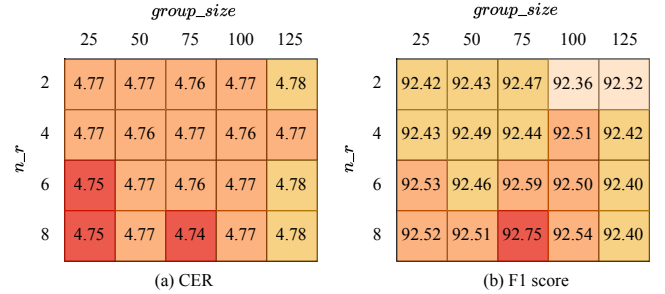 group_size
25 50 75 100 125
n_r
2 4.77 4.77 4.76 4.77 4.78
4 4.77 4.76 4.77 4.76 4.77
6 4.75 4.77 4.76 4.77 4.78
8 4.75 4.77 4.74 4.77 4.78
(a) CER
group_size
25 50 75 100 125
n_r
2 92.42 92.43 92.47 92.36 92.32
4 92.43 92.49 92.44 92.51 92.42
6 92.53 92.46 92.59 92.50 92.40
8 92.52 92.51 92.75 92.54 92.40
(b) F1 score